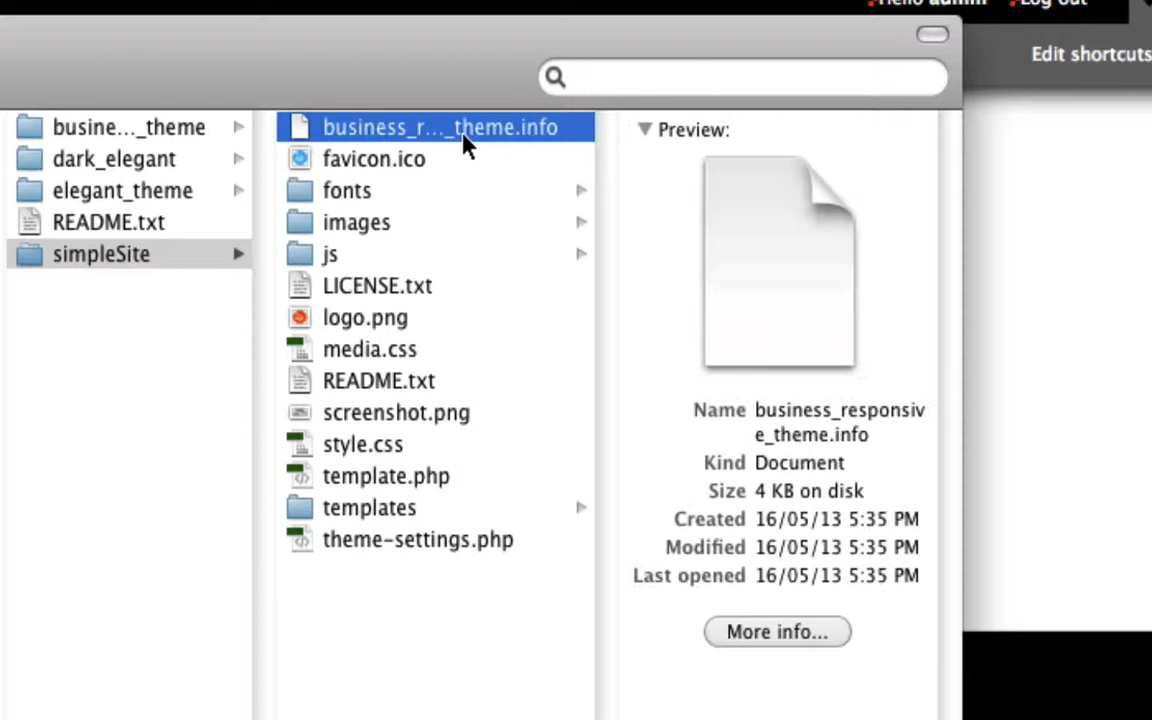 Hello admin
Log out
Edit shortcuts
busine..._theme
dark_elegant
elegant_theme
README.txt
simpleSite
business_r..._theme.info
favicon.ico
fonts
images
js
LICENSE.txt
logo.png
media.css
README.txt
screenshot.png
style.css
template.php
templates
theme-settings.php
Preview:
Name business_responsiv
e_theme.info
Kind Document
Size 4 KB on disk
Created 16/05/13 5:35 PM
Modified 16/05/13 5:35 PM
Last opened 16/05/13 5:35 PM
More info...